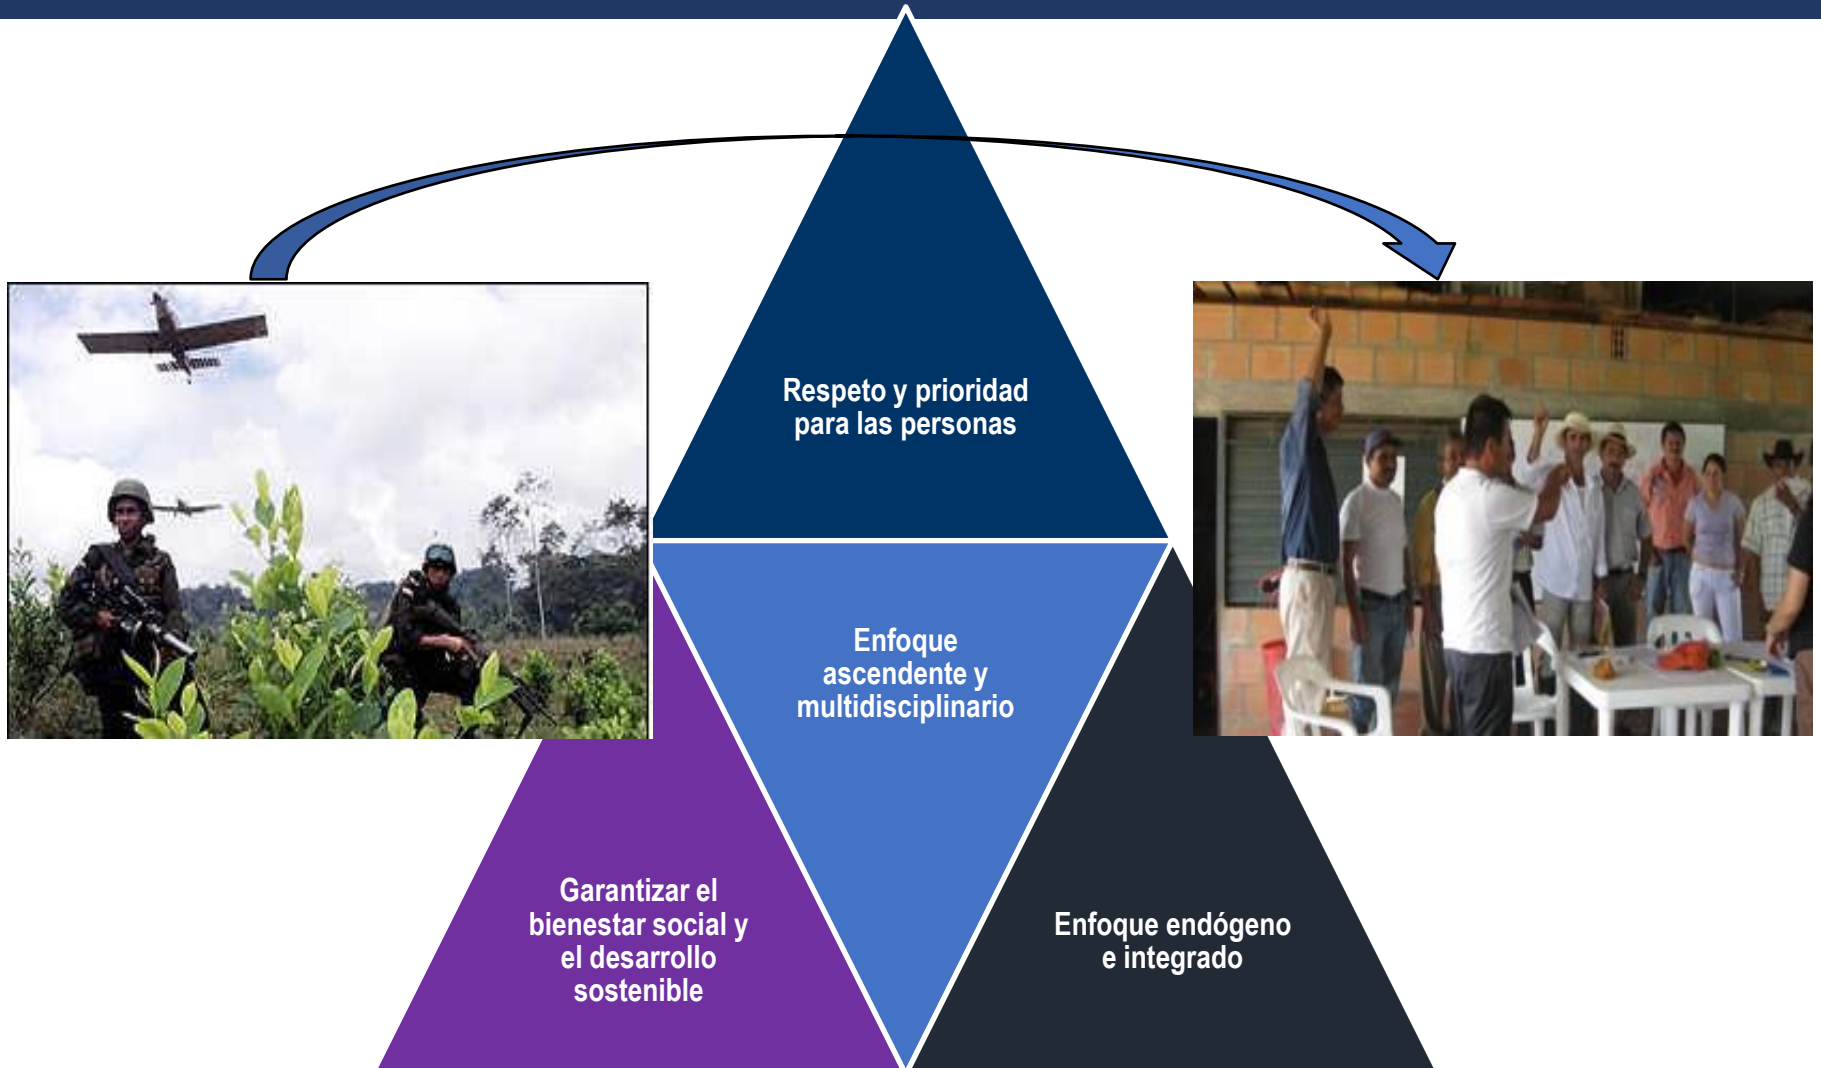 Respeto y prioridad
para las personas
Enfoque
ascendente y
multidisciplinario
Garantizar el
bienestar social y
el desarrollo
sostenible
Enfoque endógeno
e integrado